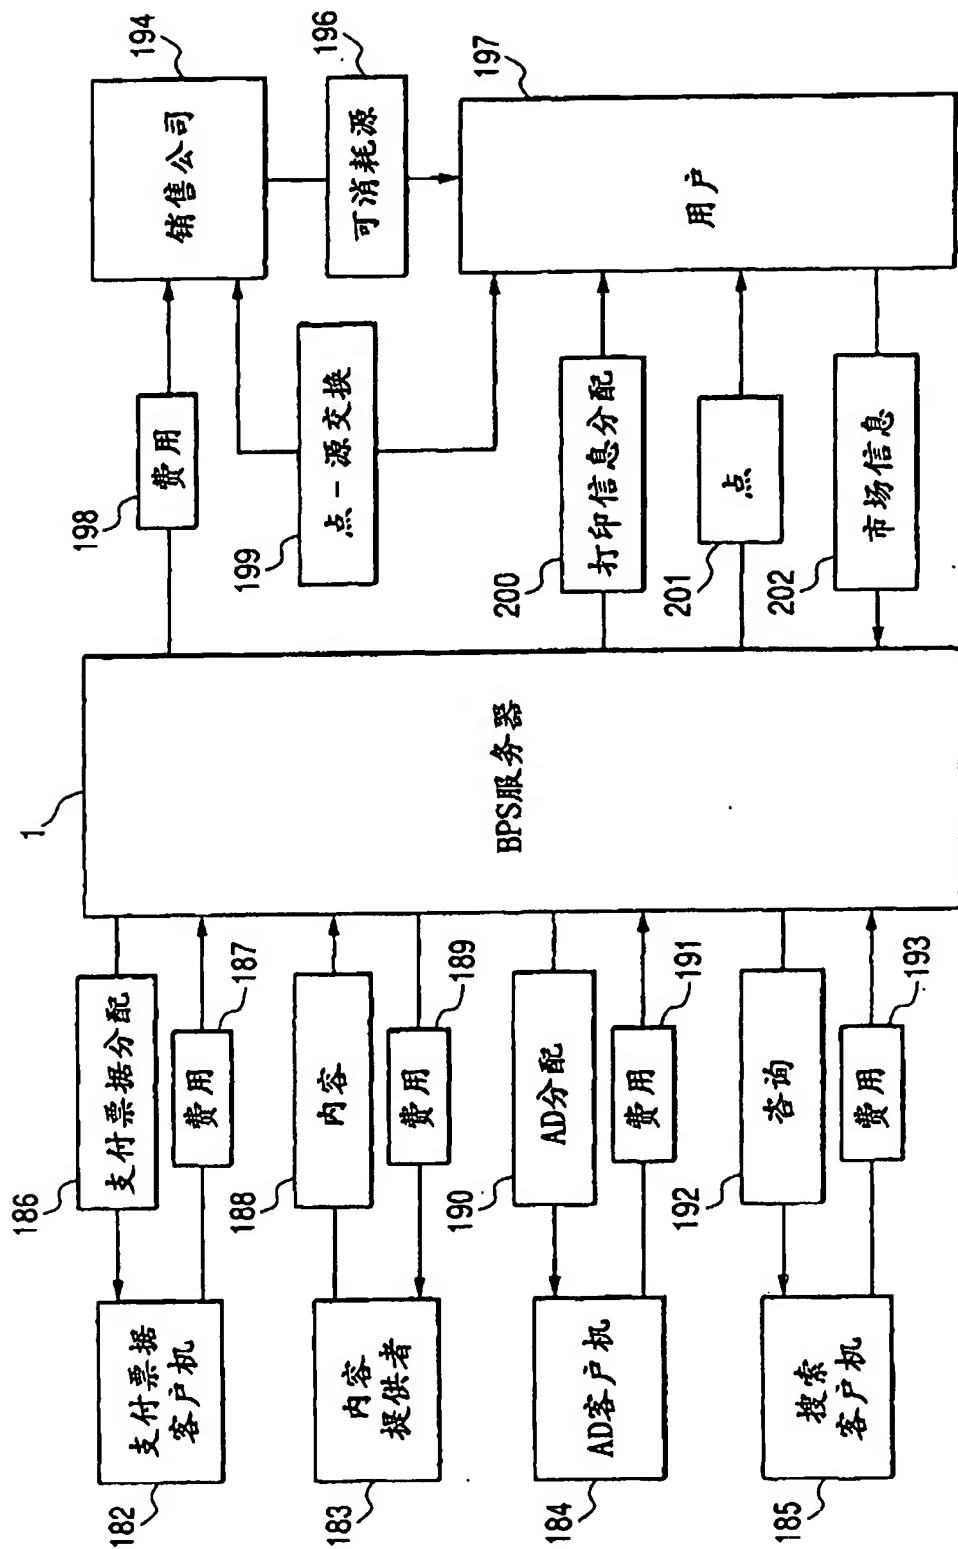 182
支付票据
客户机
186
支付票据分配
费用
187
183
内容
提供者
188
内容
费用
189
184
AD客户机
190
AD分配
费用
191
185
搜索
客户机
192
咨询
费用
193
1
BPS服务器
198
费用
194
销售公司
196
可消耗源
199
点-源交换
197
用户
200
打印信息分配
201
点
202
市场信息